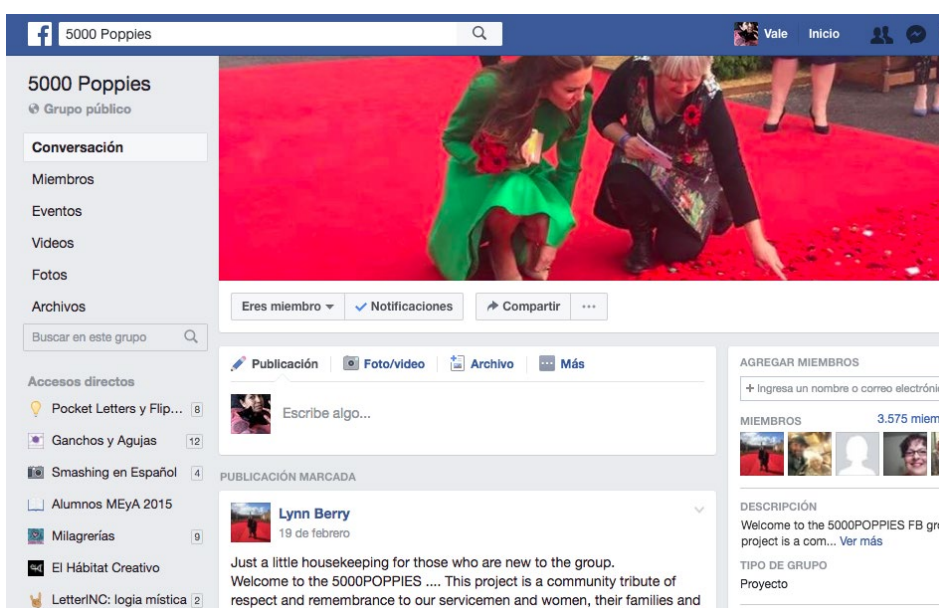 5000 Poppies
Vale Inicio
5000 Poppies
Grupo público
Conversación
Miembros
Eventos
Videos
Fotos
Archivos
Buscar en este grupo
Accesos directos
Pocket Letters y Flip... 8
Ganchos y Agujas 12
Smashing en Español 4
Alumnos MEyA 2015
Milagrerías 9
El Hábitat Creativo
LetterINC: logia mística 2
Eres miembro Notificaciones Compartir ...
Publicación Foto/video Archivo Más
Escribe algo...
PUBLICACIÓN MARCADA
Lynn Berry
19 de febrero
Just a little housekeeping for those who are new to the group.
Welcome to the 5000POPPIES .... This project is a community tribute of
respect and remembrance to our servicemen and women, their families and
AGREGAR MIEMBROS
+ Ingresa un nombre o correo electróni
MIEMBROS 3.575 miem
DESCRIPCIÓN
Welcome to the 5000POPPIES FB gro
project is a com... Ver más
TIPO DE GRUPO
Proyecto